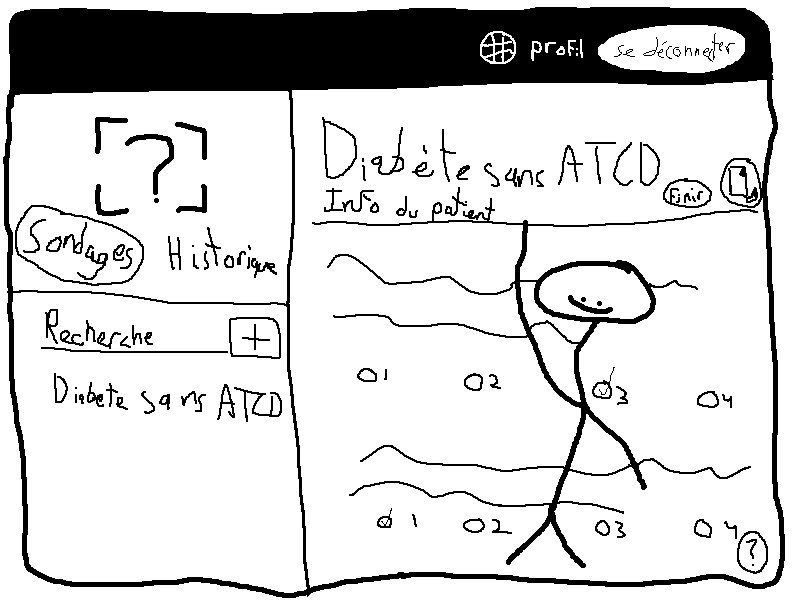 profil se déconnecter
?
Sondages Historique
Recherche +
Diabete sans ATCD
Diabète sans ATCD
Info du patient
Finir
1 2 3 4
1 2 3 4
?